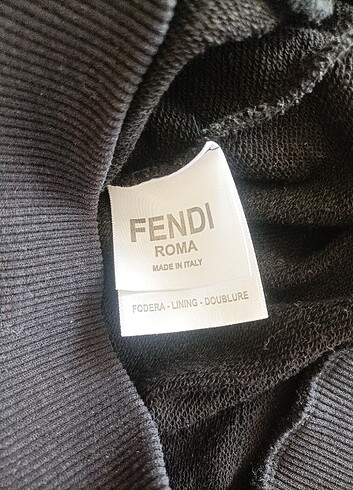 FENDI
ROMA
MADE IN ITALY
FODERA - LINING - DOUBLURE